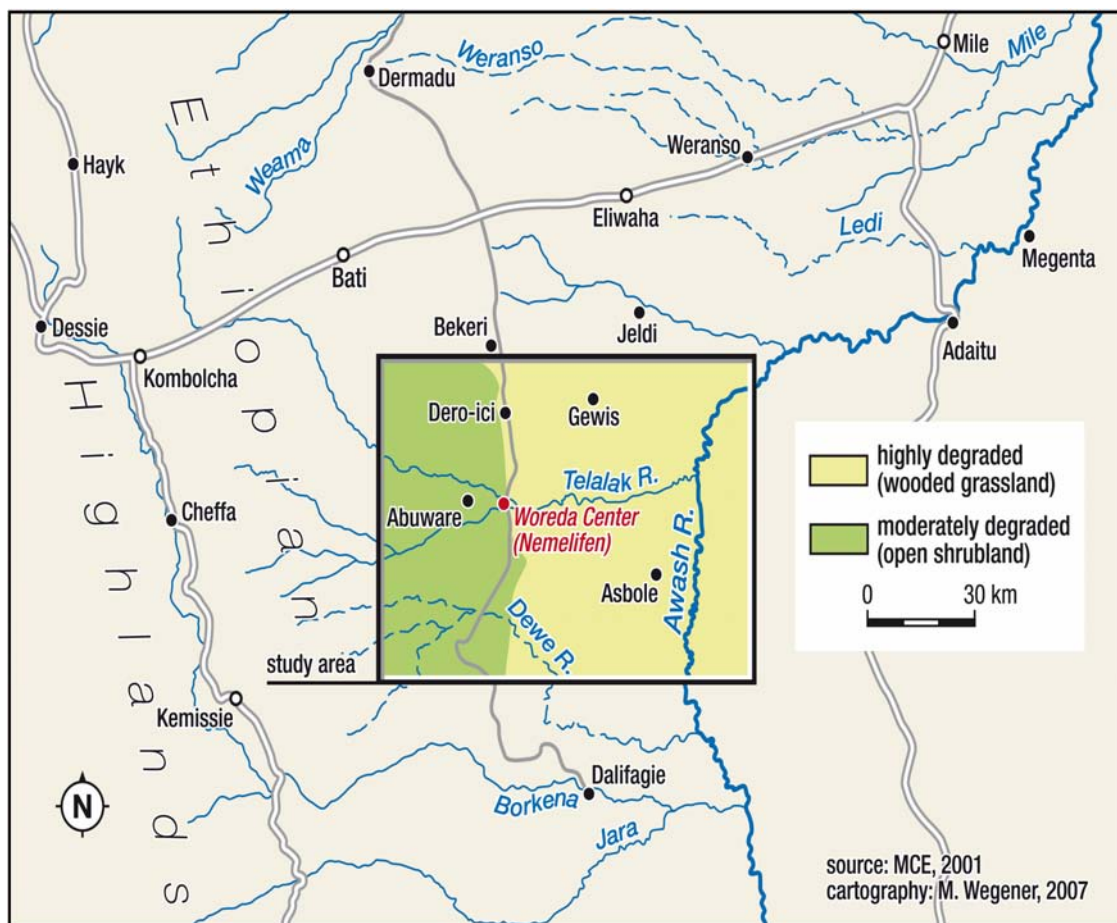 Mile
Mile
Weranso
Dermadu
Hayk
Weama
Weranso
Eliwaha
Ledi
Megenta
Bati
Dessie
Kombolcha
Bekeri
Jeldi
Adaitu
Ethiopian
Highlands
Dero-ici
Gewis
Telalak R.
Abuware
Woreda Center
(Nemelifen)
Cheffa
Asbole
Awash R.
Dewe R.
study area
Kemissie
highly degraded
(wooded grassland)
moderately degraded
(open shrubland)
0 30 km
Dalifagie
Borkena
Jara
N
source: MCE, 2001
cartography: M. Wegener, 2007